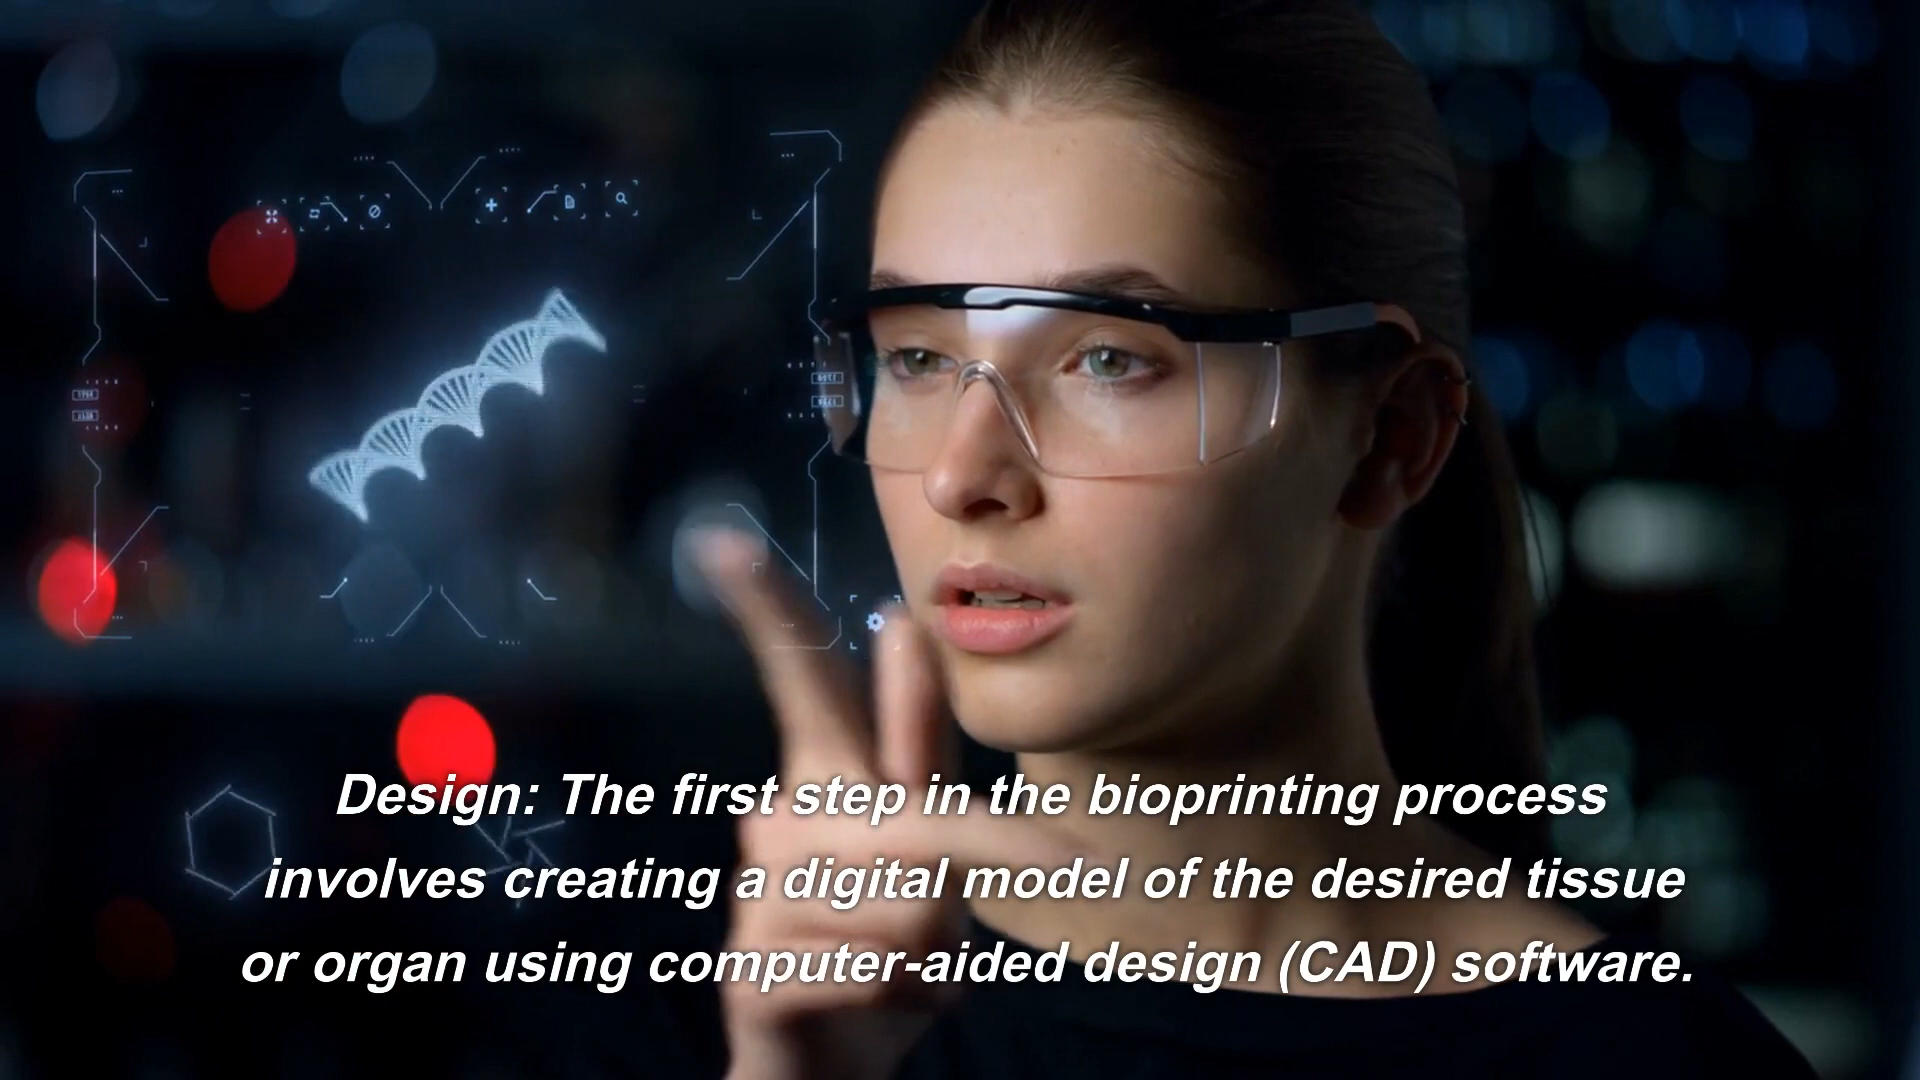 Design: The first step in the bioprinting process
involves creating a digital model of the desired tissue
or organ using computer-aided design (CAD) software.